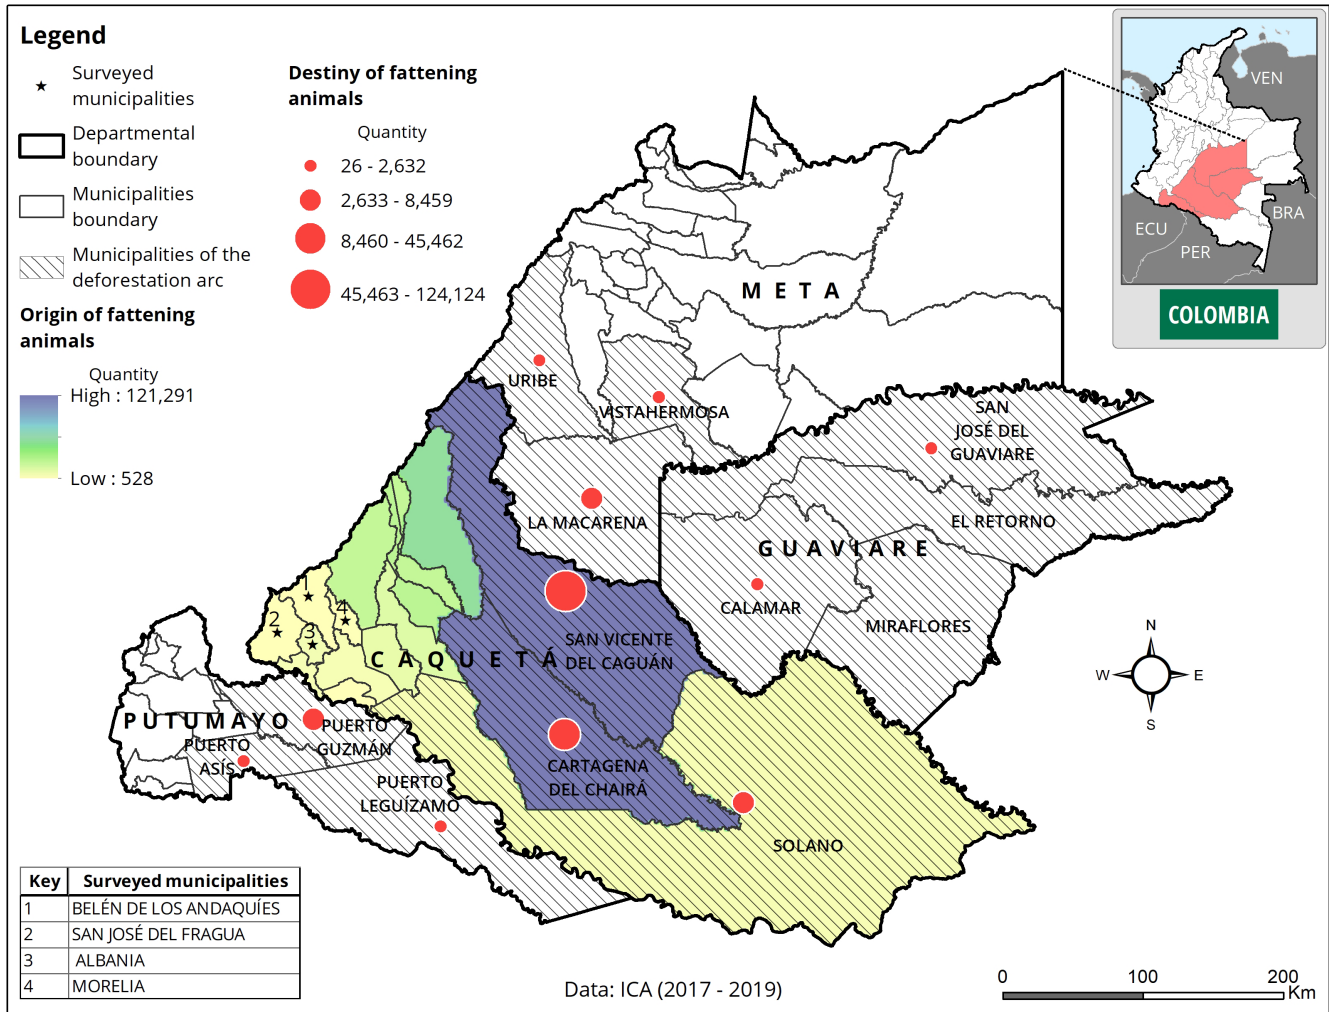 Legend
Surveyed
municipalities
Departmental
boundary
Municipalities
boundary
Municipalities of the
deforestation arc
Origin of fattening
animals
Quantity
High : 121,291
Low : 528
Destiny of fattening
animals
Quantity
26 - 2,632
2,633 - 8,459
8,460 - 45,462
45,463 - 124,124
VEN
BRA
ECU
PER
COLOMBIA
META
URIBE
VISTAHERMOSA
SAN
JOSÉ DEL
GUAVIARE
LA MACARENA
EL RETORNO
GUAVIARE
CALAMAR
MIRAFLORES
1
2
3
4
SAN VICENTE
DEL CAGUÁN
CAQUETÁ
PUTUMAYO
PUERTO
GUZMÁN
PUERTO
ASÍS
PUERTO
LEGUÍZAMO
CARTAGENA
DEL CHAIRÁ
SOLANO
N
W E
S
Key Surveyed municipalities
1 BELÉN DE LOS ANDAQUÍES
2 SAN JOSÉ DEL FRAGUA
3 ALBANIA
4 MORELIA
Data: ICA (2017 - 2019)
0 100 200
Km